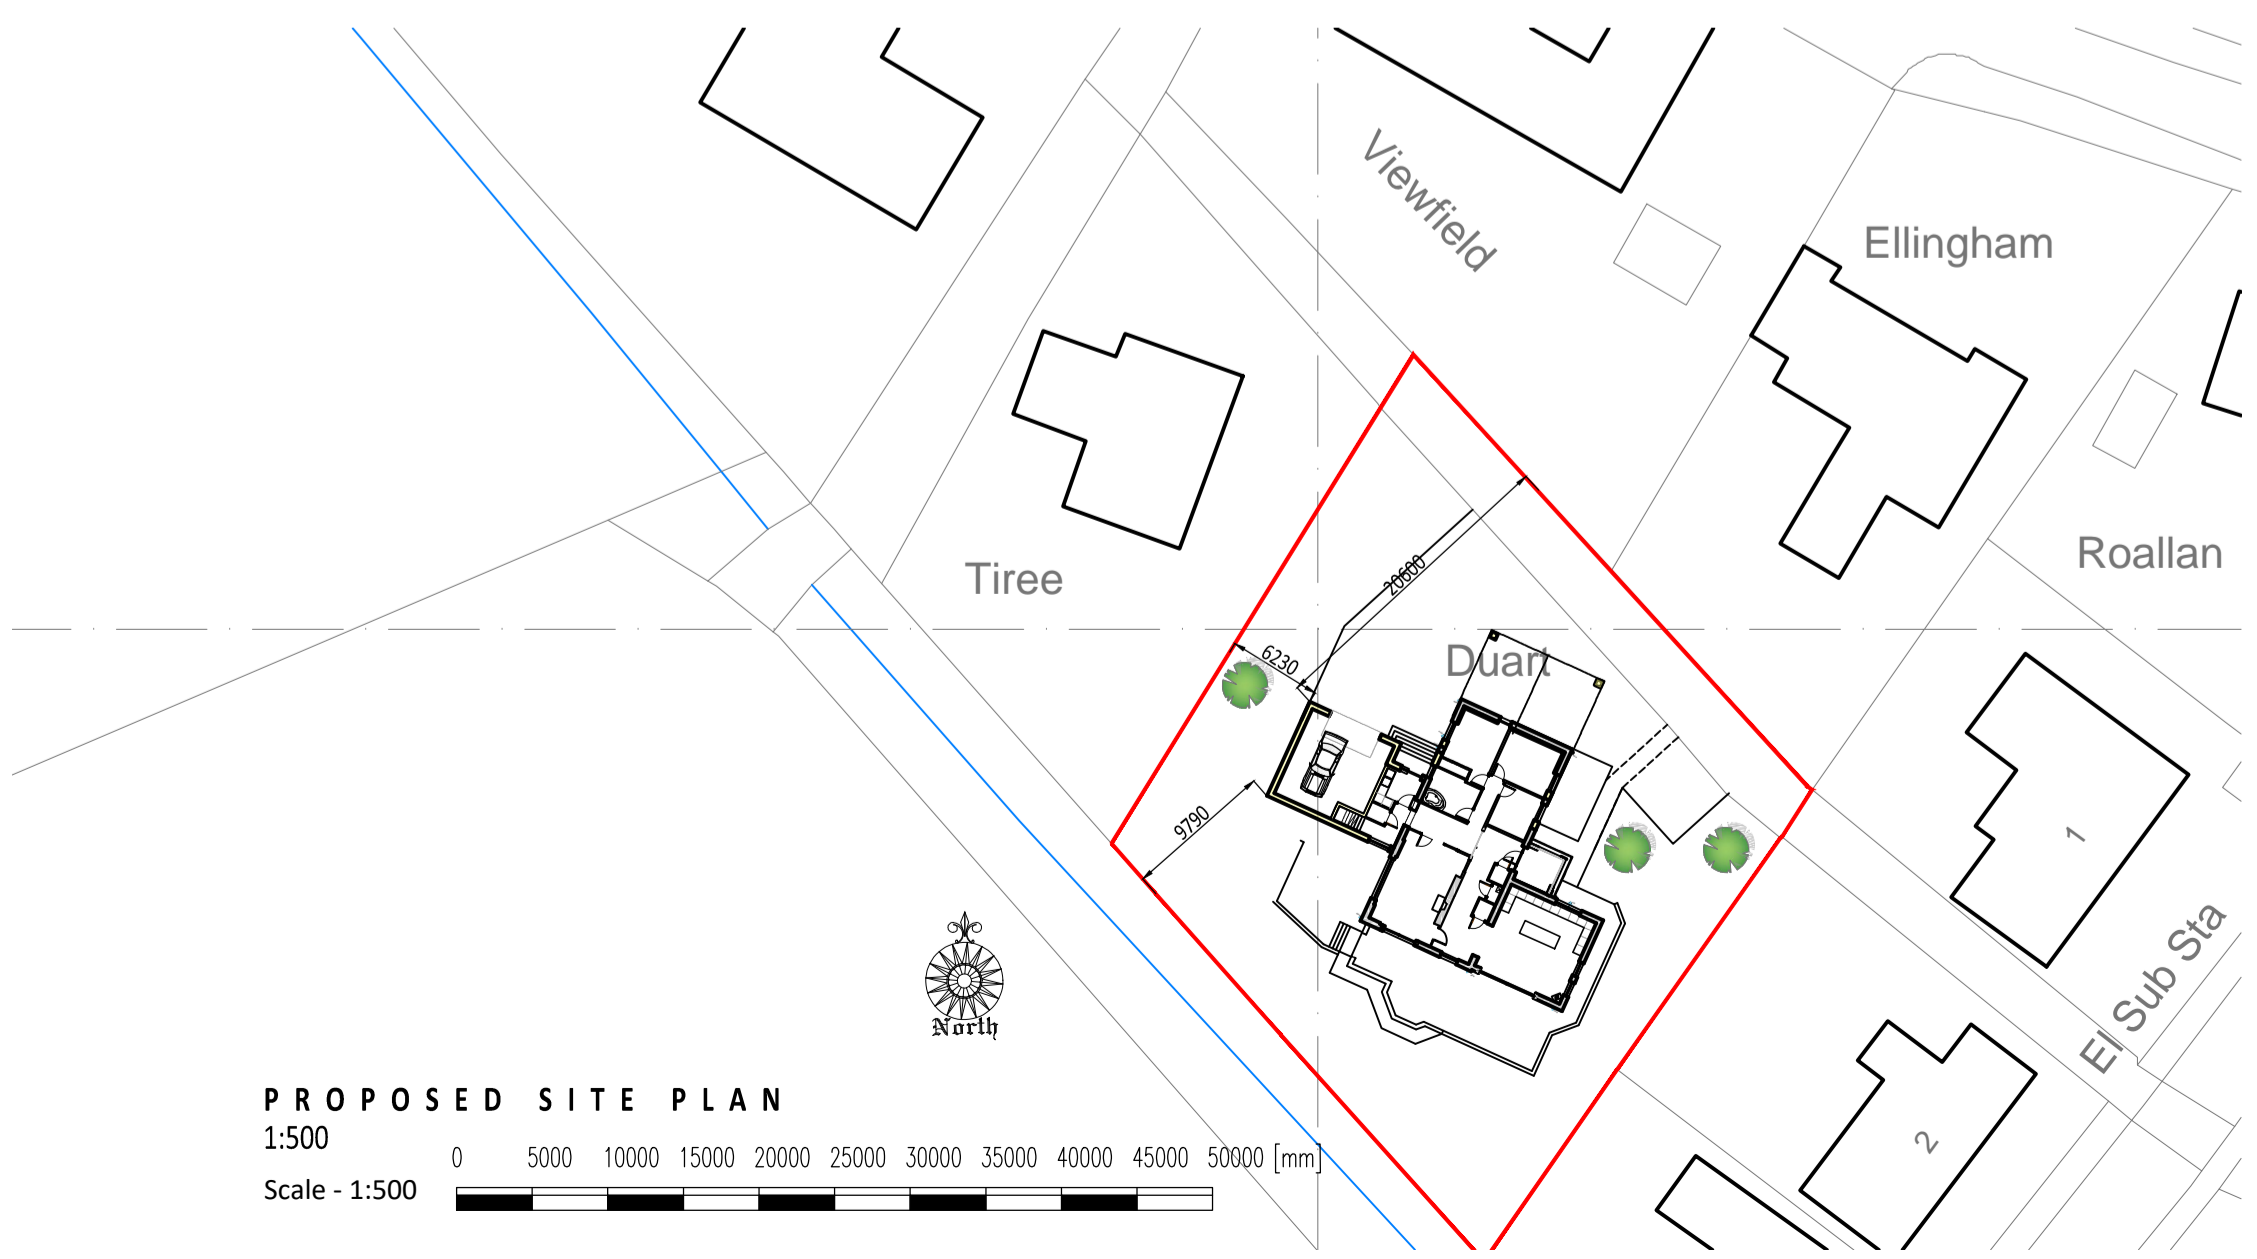 Viewfield
Ellingham
Roallan
Tiree
20600
6230
Duart
9790
1
El Sub Sta
2
North
PROPOSED SITE PLAN
1:500
0 5000 10000 15000 20000 25000 30000 35000 40000 45000 50000 [mm]
Scale - 1:500